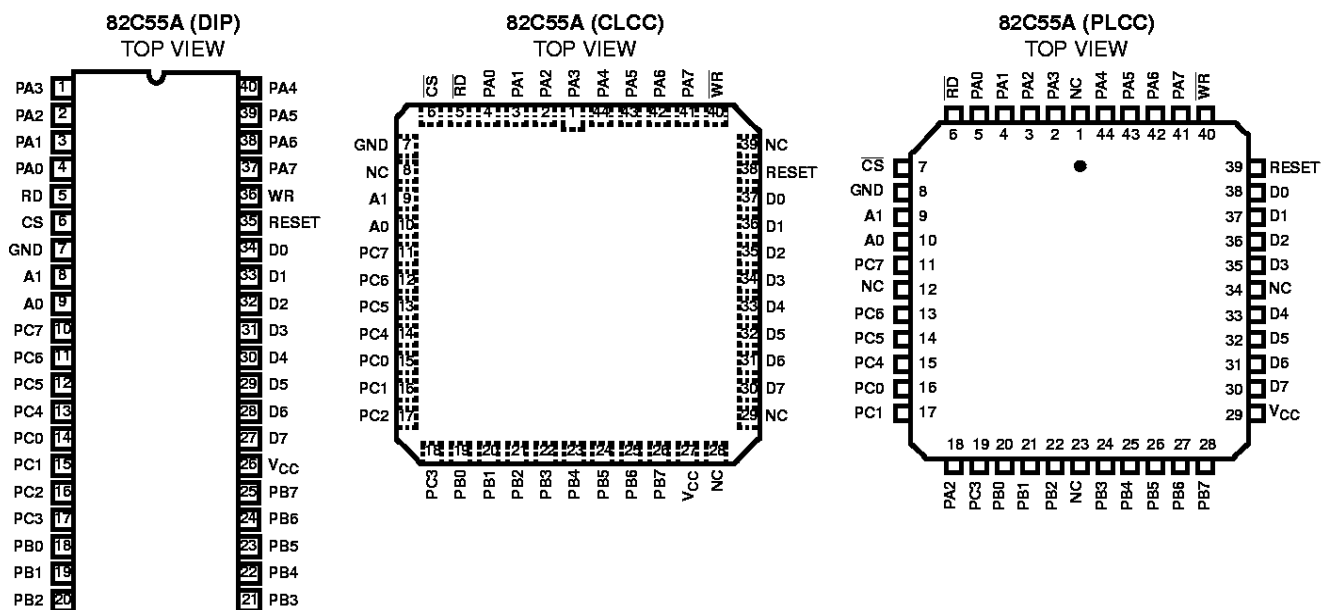 82C55A (DIP)
TOP VIEW
PA3 1 40 PA4
PA2 2 39 PA5
PA1 3 38 PA6
PA0 4 37 PA7
RD 5 36 WR
CS 6 35 RESET
GND 7 34 D0
A1 8 33 D1
A0 9 32 D2
PC7 10 31 D3
PC6 11 30 D4
PC5 12 29 D5
PC4 13 28 D6
PC0 14 27 D7
PC1 15 26 VCC
PC2 16 25 PB7
PC3 17 24 PB6
PB0 18 23 PB5
PB1 19 22 PB4
PB2 20 21 PB3
82C55A (CLCC)
TOP VIEW
CS RD PA0 PA1 PA2 PA3 PA4 PA5 PA6 PA7 WR
6 5 4 3 2 1 44 43 42 41 40
GND 7 39 NC
NC 8 38 RESET
A1 9 37 D0
A0 10 36 D1
PC7 11 35 D2
PC6 12 34 D3
PC5 13 33 D4
PC4 14 32 D5
PC0 15 31 D6
PC1 16 30 D7
PC2 17 29 NC
18 19 20 21 22 23 24 25 26 27 28
PC3 PB0 PB1 PB2 PB3 PB4 PB5 PB6 PB7 VCC NC
82C55A (PLCC)
TOP VIEW
RD PA0 PA1 PA2 PA3 NC PA4 PA5 PA6 PA7 WR
6 5 4 3 2 1 44 43 42 41 40
CS 7 39 RESET
GND 8 38 D0
A1 9 37 D1
A0 10 36 D2
PC7 11 35 D3
NC 12 34 NC
PC6 13 33 D4
PC5 14 32 D5
PC4 15 31 D6
PC0 16 30 D7
PC1 17 29 VCC
18 19 20 21 22 23 24 25 26 27 28
PA2 PC3 PB0 PB1 PB2 NC PB3 PB4 PB5 PB6 PB7